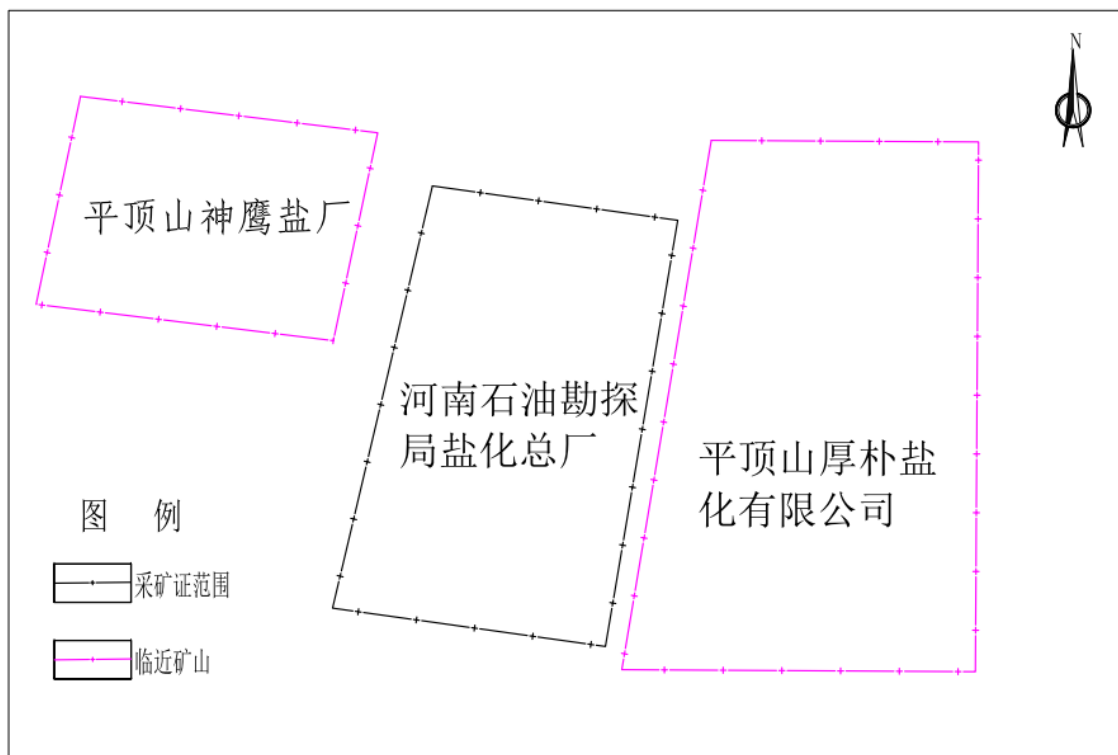 N
平顶山神鹰盐厂
河南石油勘探
局盐化总厂
平顶山厚朴盐
化有限公司
图 例
采矿证范围
临近矿山